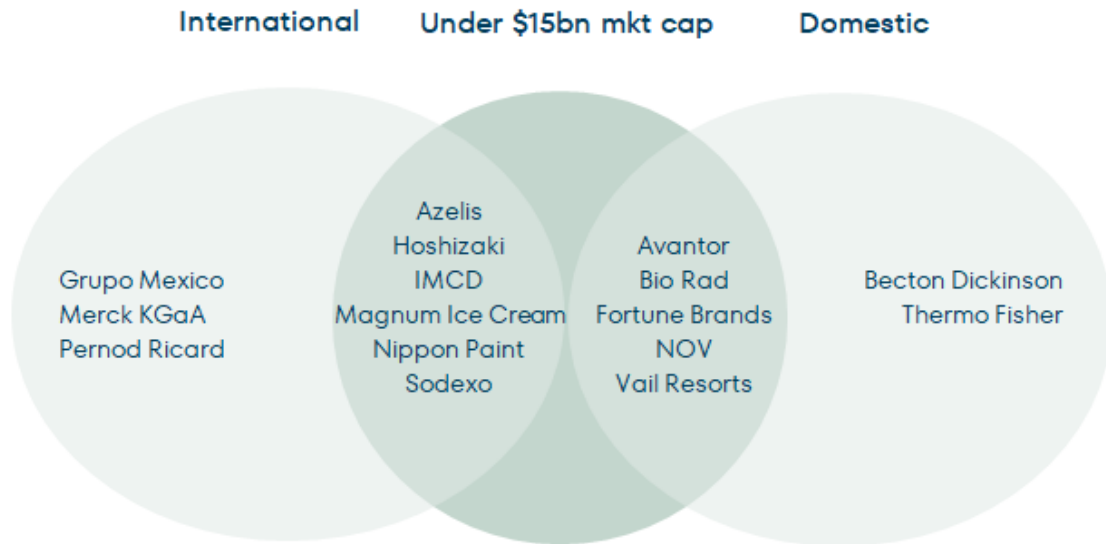 International
Under $15bn mkt cap
Domestic
Grupo Mexico
Merck KGaA
Pernod Ricard
Azelis
Hoshizaki
IMCD
Magnum Ice Cream
Nippon Paint
Sodexo
Avantor
Bio Rad
Fortune Brands
NOV
Vail Resorts
Becton Dickinson
Thermo Fisher